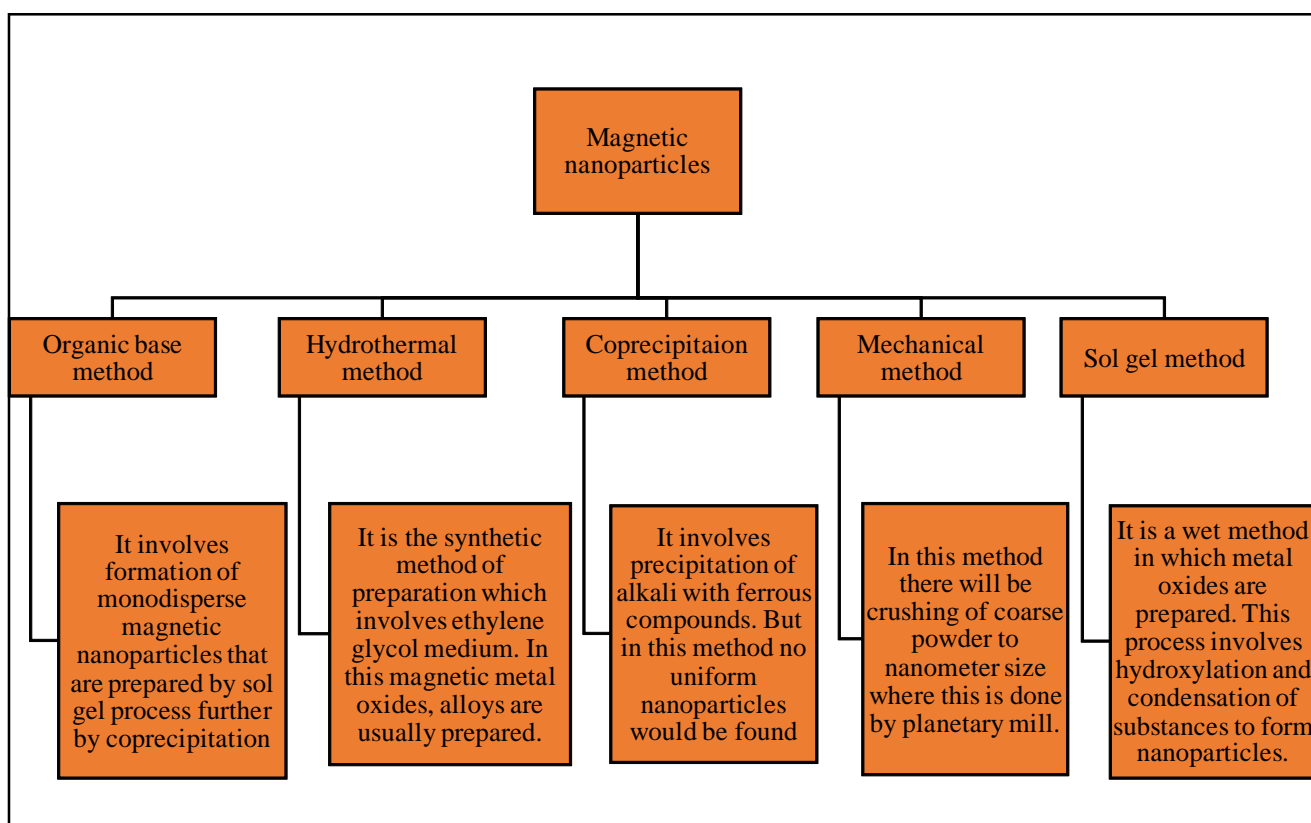 Magnetic
nanoparticles
Organic base
method
Hydrothermal
method
Coprecipitaion
method
Mechanical
method
Sol gel method
It involves
formation of
monodisperse
magnetic
nanoparticles that
are prepared by sol
gel process further
by coprecipitation
It is the synthetic
method of
preparation which
involves ethylene
glycol medium. In
this magnetic metal
oxides, alloys are
usually prepared.
It involves
precipitation of
alkali with ferrous
compounds. But
in this method no
uniform
nanoparticles
would be found
In this method
there will be
crushing of coarse
powder to
nanometer size
where this is done
by planetary mill.
It is a wet method
in which metal
oxides are
prepared. This
process involves
hydroxylation and
condensation of
substances to form
nanoparticles.